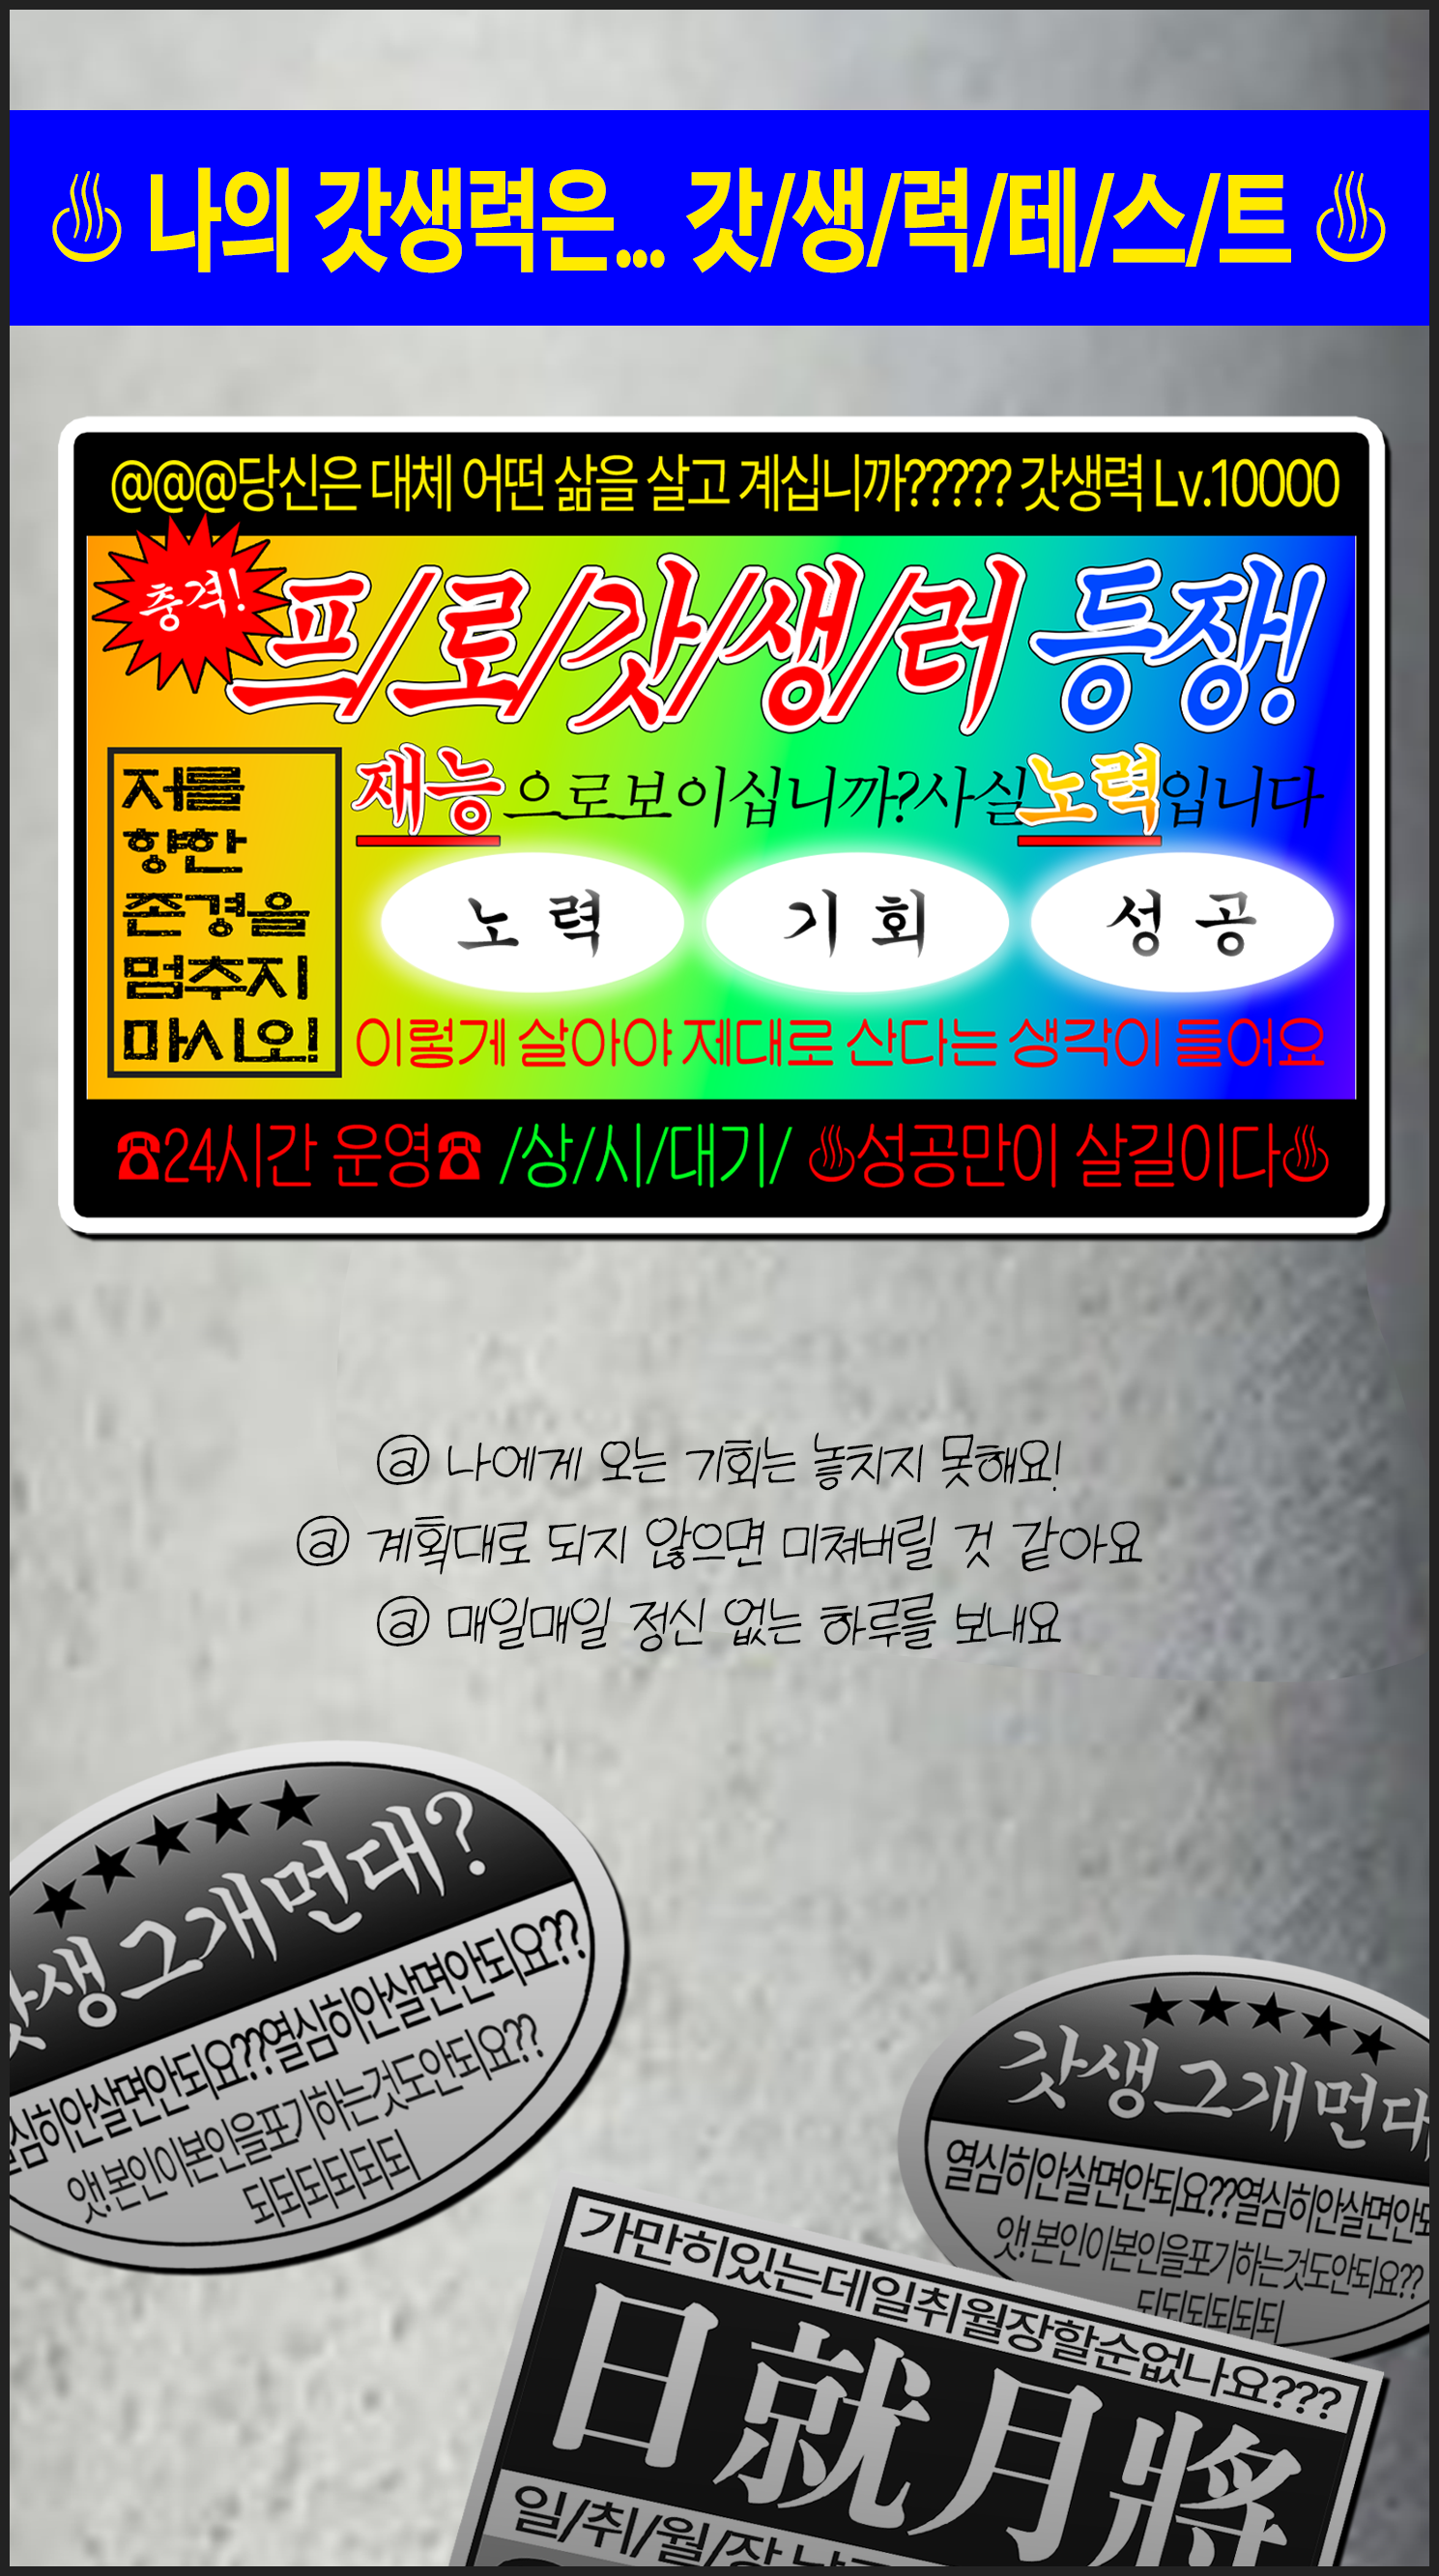 ♨ 나의 갓생력은... 갓/생/력/테/스/트 ♨
@@@당신은 대체 어떤 삶을 살고 계십니까????? 갓생력 Lv.10000
충격!
프/로/갓/생/러 등장!
저를
향한
존경을
멈추지
마시오!
재능으로보이십니까?사실노력입니다
노력 기회 성공
이렇게 살아야 제대로 산다는 생각이 들어요
☎24시간 운영☎ /상/시/대기/ ♨성공만이 살길이다♨
@ 나에게 오는 기회는 놓치지 못해요!
@ 계획대로 되지 않으면 미쳐버릴 것 같아요
@ 매일매일 정신 없는 하루를 보내요
★★★★★
갓생그개먼대?
열심히안살면안되요??열심히안살면안되요??
앳!본인이본인을포기하는것도안되요??
되되되되되되
★★★★★
갓생그개먼대
열심히안살면안되요??열심히안살면안되
앳!본인이본인을포기하는것도안되요??
되되되되되되
가만히있는데일취월장할순없나요???
日就月將
일/취/월/장